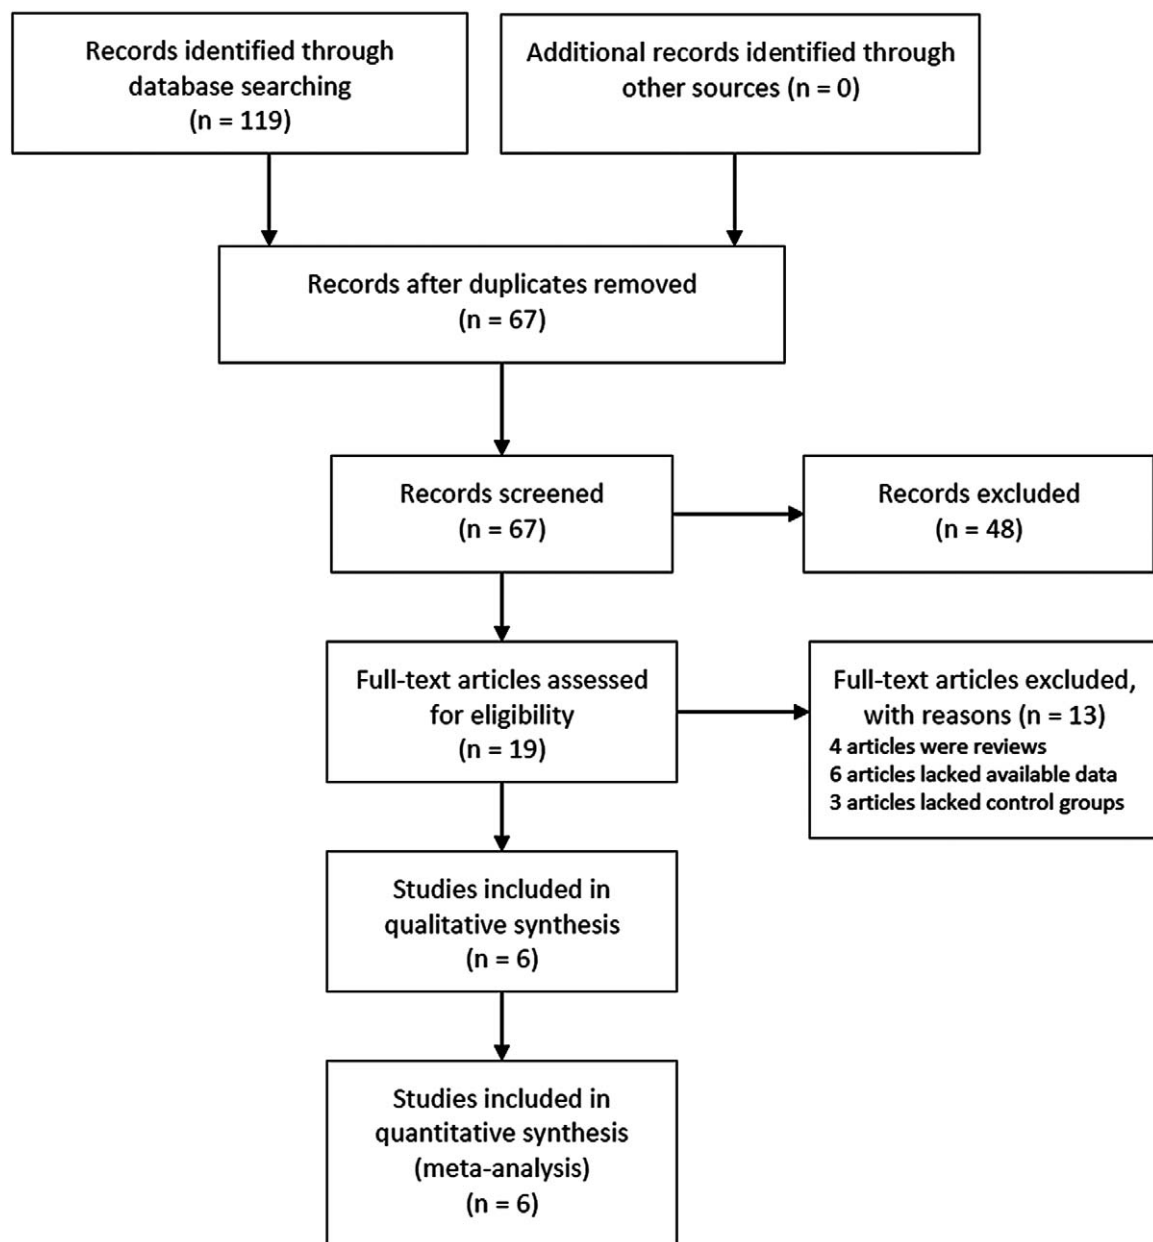 Records identified through
database searching
(n = 119)
Additional records identified through
other sources (n = 0)
Records after duplicates removed
(n = 67)
Records screened
(n = 67)
Records excluded
(n = 48)
Full-text articles assessed
for eligibility
(n = 19)
Full-text articles excluded,
with reasons (n = 13)
4 articles were reviews
6 articles lacked available data
3 articles lacked control groups
Studies included in
qualitative synthesis
(n = 6)
Studies included in
quantitative synthesis
(meta-analysis)
(n = 6)